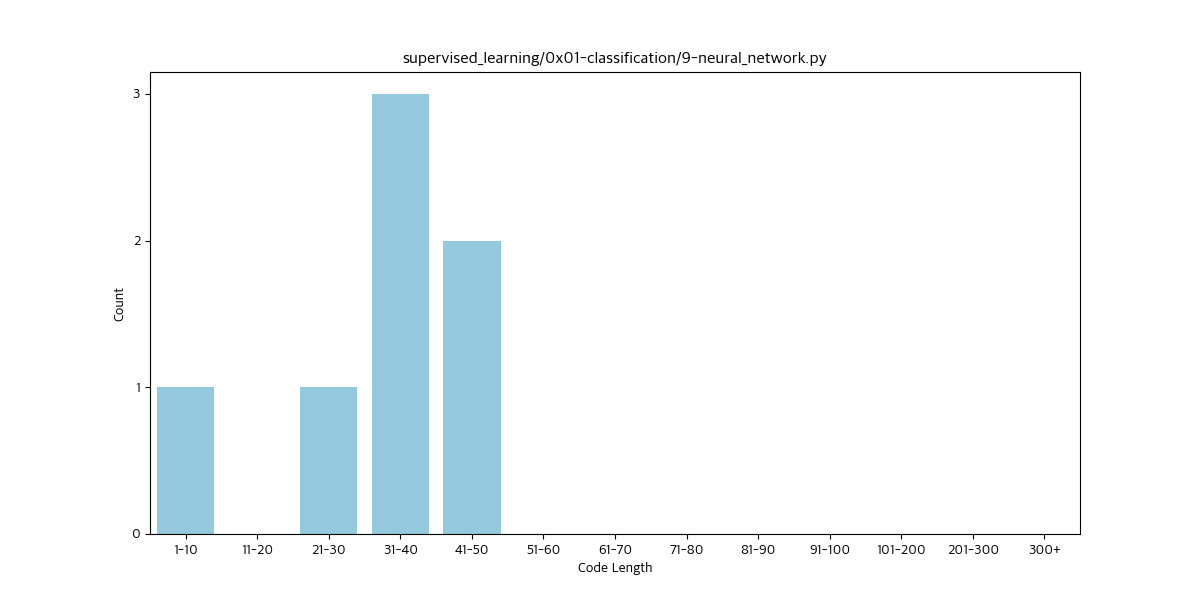 supervised_learning/0x01-classification/9-neural_network.py
3
2
1
0
Count
1-10 11-20 21-30 31-40 41-50 51-60 61-70 71-80 81-90 91-100 101-200 201-300 300+
Code Length